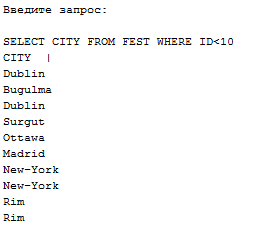 Введите запрос:
SELECT CITY FROM FEST WHERE ID<10
CITY |
Dublin
Bugulma
Dublin
Surgut
Ottawa
Madrid
New-York
New-York
Rim
Rim